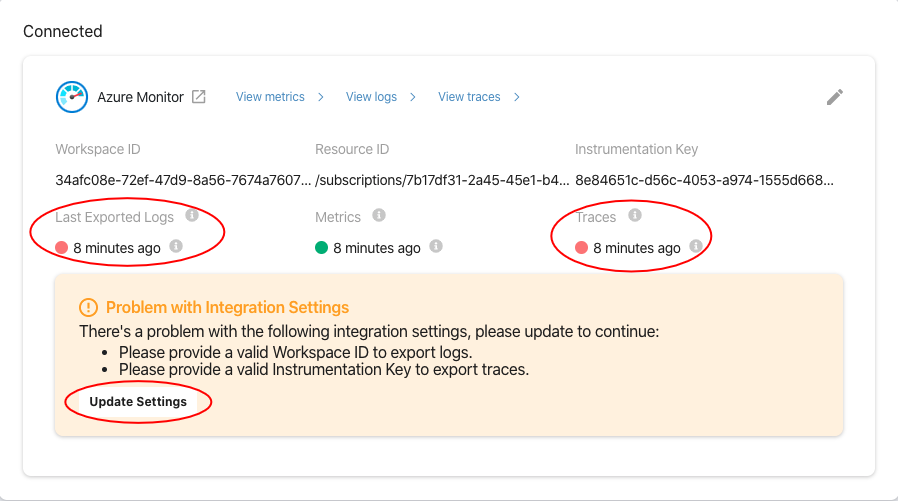 Connected
Azure Monitor View metrics View logs View traces
Workspace ID Resource ID Instrumentation Key
34afc08e-72ef-47d9-8a56-7674a7607... /subscriptions/7b17df31-2a45-45e1-b4... 8e84651c-d56c-4053-a974-1555d668...
Last Exported Logs Metrics Traces
8 minutes ago 8 minutes ago 8 minutes ago
Problem with Integration Settings
There's a problem with the following integration settings, please update to continue:
• Please provide a valid Workspace ID to export logs.
• Please provide a valid Instrumentation Key to export traces.
Update Settings